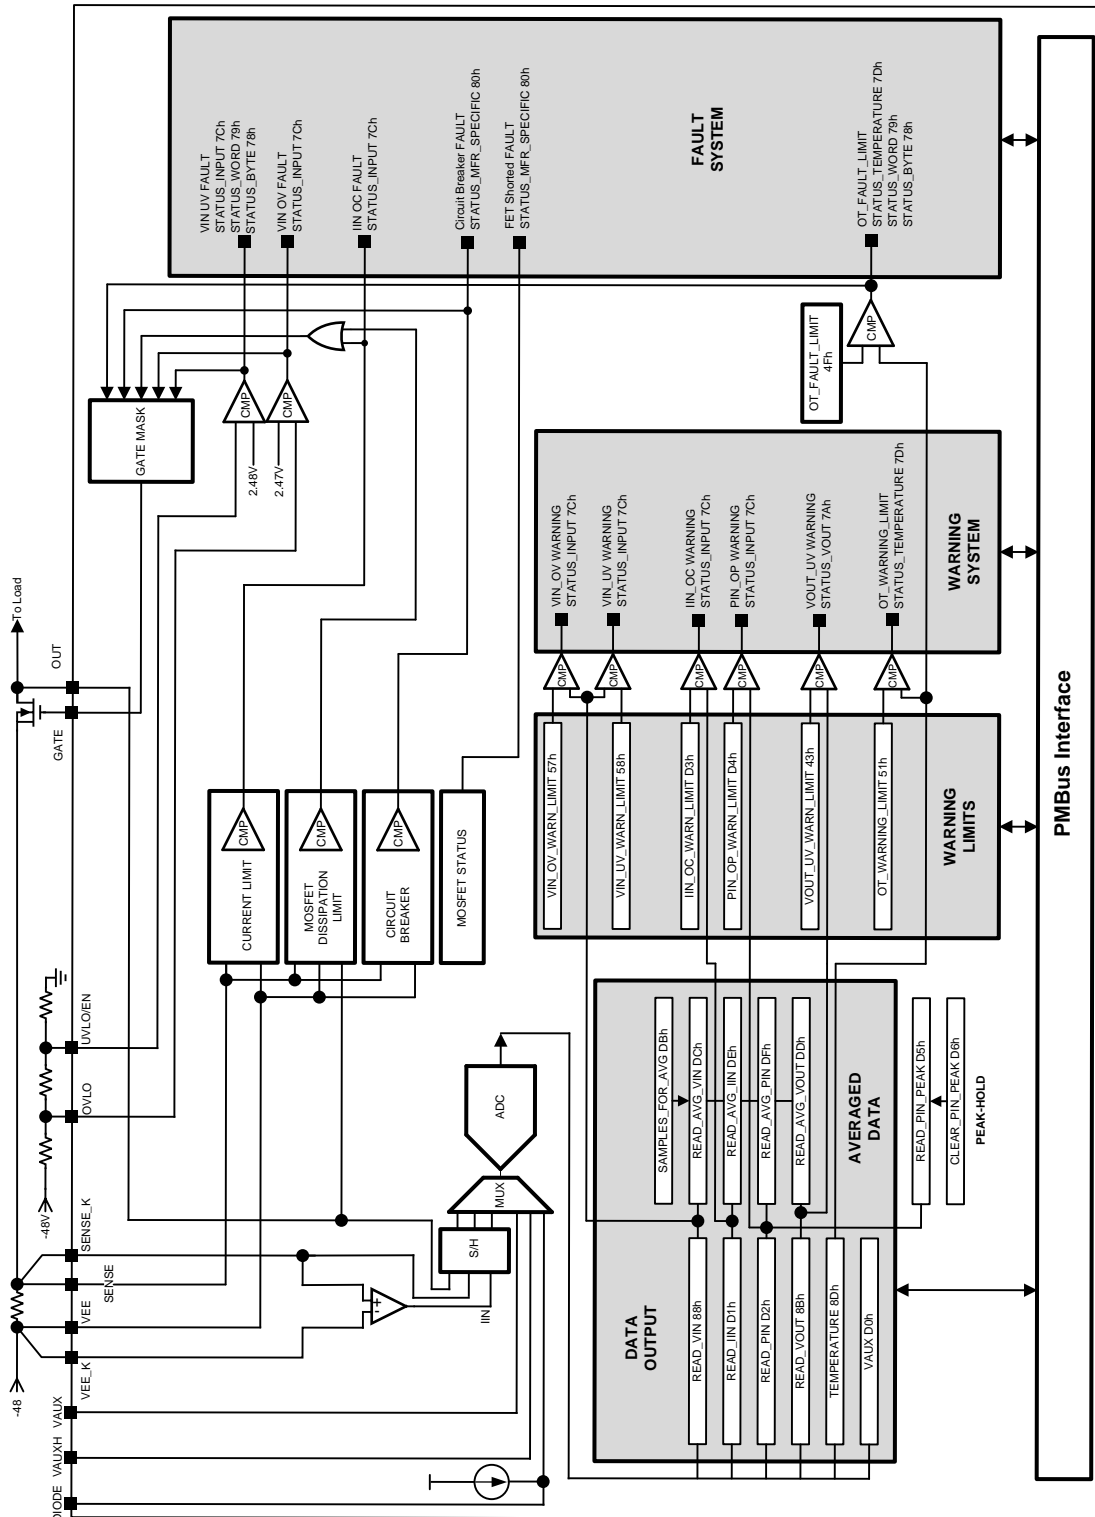 -48
VEE_K
VEE
SENSE
SENSE_K
-48V
OVLO
UVLO/EN
GATE
OUT
To Load
DIODE
VAUXH
VAUX
IIN
S/H
MUX
ADC
CURRENT LIMIT
CMP
MOSFET
DISSIPATION
LIMIT
CMP
CIRCUIT
BREAKER
CMP
MOSFET STATUS
GATE MASK
2.48V
CMP
2.47V
CMP
VIN UV FAULT
STATUS_INPUT 7Ch
STATUS_WORD 79h
STATUS_BYTE 78h
VIN OV FAULT
STATUS_INPUT 7Ch
IIN OC FAULT
STATUS_INPUT 7Ch
Circuit Breaker FAULT
STATUS_MFR_SPECIFIC 80h
FET Shorted FAULT
STATUS_MFR_SPECIFIC 80h
FAULT
SYSTEM
OT_FAULT_LIMIT
STATUS_TEMPERATURE 7Dh
STATUS_WORD 79h
STATUS_BYTE 78h
OT_FAULT_LIMIT
4Fh
CMP
DATA
OUTPUT
READ_VIN 88h
READ_IIN D1h
READ_PIN D2h
READ_VOUT 8Bh
TEMPERATURE 8Dh
VAUX D0h
SAMPLES_FOR_AVG DBh
READ_AVG_VIN DCh
READ_AVG_IIN DEh
READ_AVG_PIN DFh
READ_AVG_VOUT DDh
AVERAGED
DATA
READ_PIN_PEAK D5h
CLEAR_PIN_PEAK D6h
PEAK-HOLD
VIN_OV_WARN_LIMIT 57h
VIN_UV_WARN_LIMIT 58h
IIN_OC_WARN_LIMIT D3h
PIN_OP_WARN_LIMIT D4h
VOUT_UV_WARN_LIMIT 43h
OT_WARNING_LIMIT 51h
WARNING
LIMITS
CMP
CMP
CMP
CMP
CMP
CMP
VIN_OV WARNING
STATUS_INPUT 7Ch
VIN_UV WARNING
STATUS_INPUT 7Ch
IIN_OC WARNING
STATUS_INPUT 7Ch
PIN_OP WARNING
STATUS_INPUT 7Ch
VOUT_UV WARNING
STATUS_VOUT 7Ah
OT_WARNING_LIMIT
STATUS_TEMPERATURE 7Dh
WARNING
SYSTEM
PMBus Interface